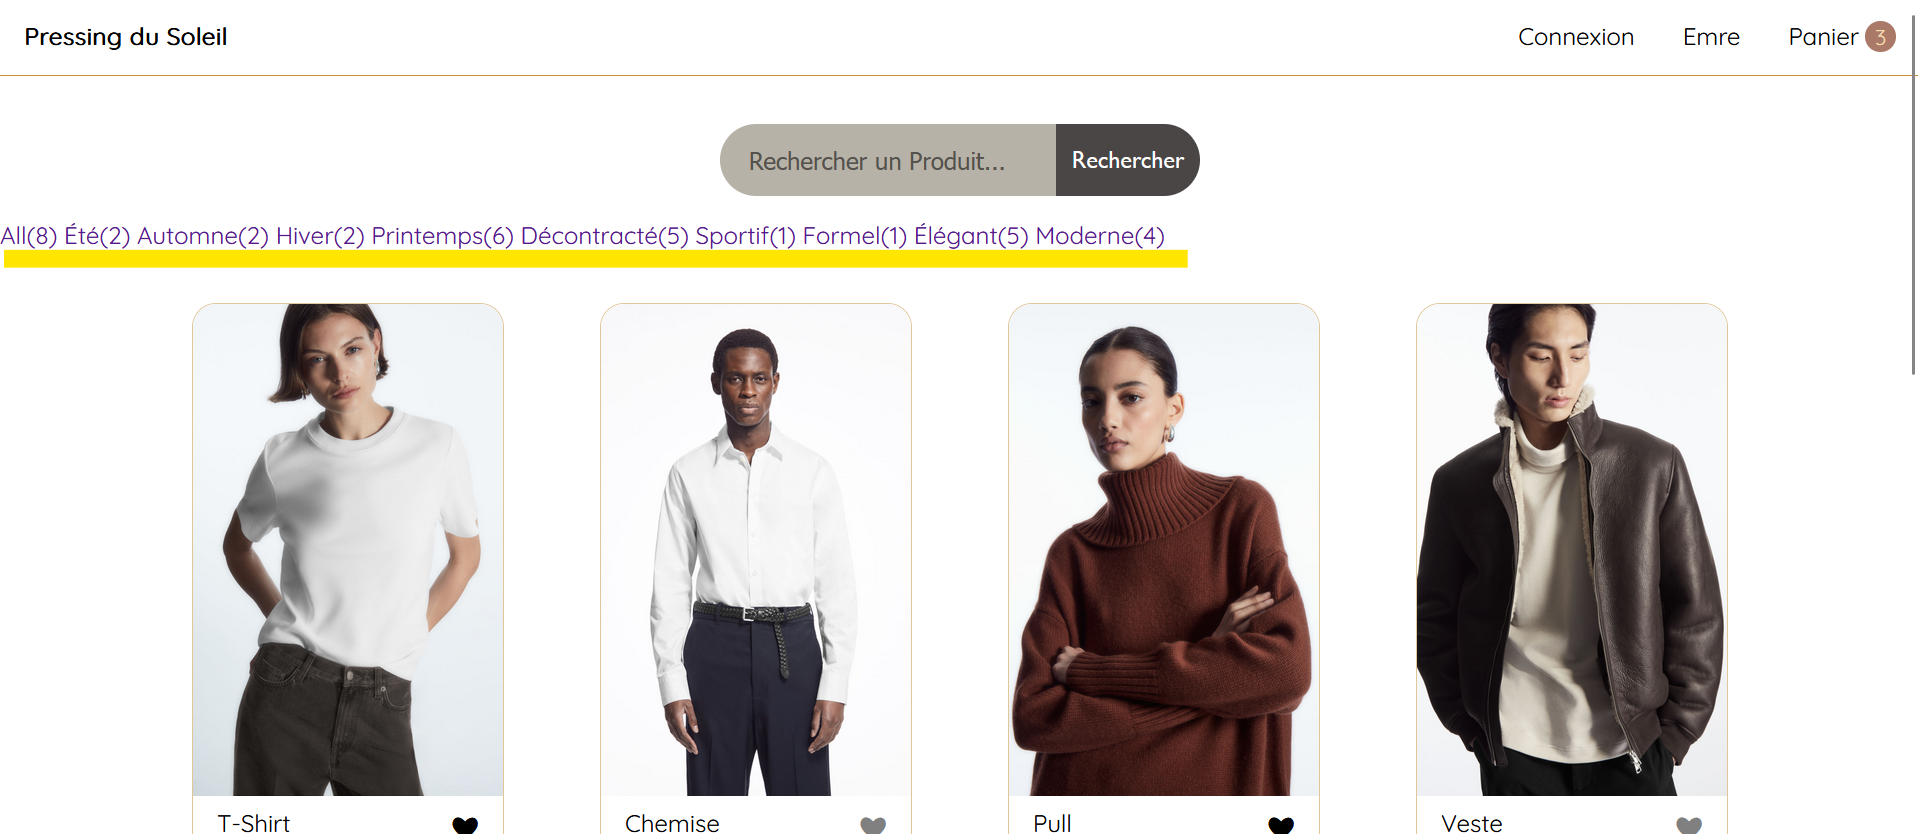 Pressing du Soleil Connexion Emre Panier 3
Rechercher un Produit... Rechercher
All(8) Été(2) Automne(2) Hiver(2) Printemps(6) Décontracté(5) Sportif(1) Formel(1) Élégant(5) Moderne(4)
T-Shirt Chemise Pull Veste